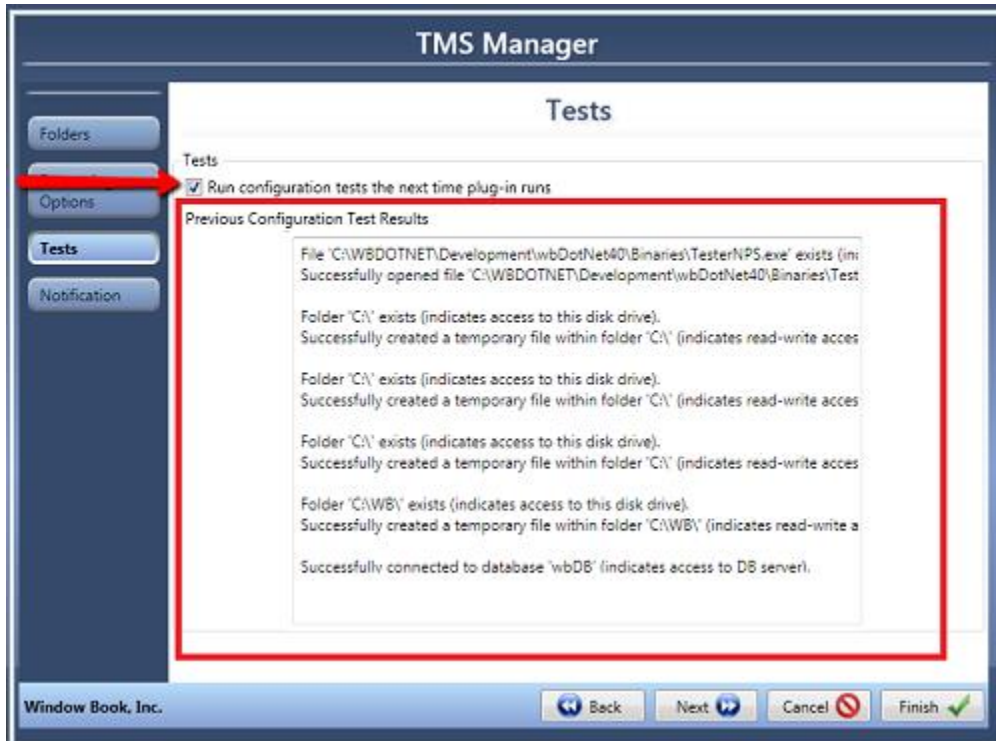 TMS Manager
Tests
Folders
Options
Tests
Notification
Tests
Run configuration tests the next time plug-in runs
Previous Configuration Test Results
File 'C:\WBDOTNET\Development\wbDotNet40\Binaries\TesterNPS.exe' exists (in
Successfully opened file 'C:\WBDOTNET\Development\wbDotNet40\Binaries\Test
Folder 'C:\' exists (indicates access to this disk drive).
Successfully created a temporary file within folder 'C:\' (indicates read-write acces
Folder 'C:\' exists (indicates access to this disk drive).
Successfully created a temporary file within folder 'C:\' (indicates read-write acces
Folder 'C:\' exists (indicates access to this disk drive).
Successfully created a temporary file within folder 'C:\' (indicates read-write acces
Folder 'C:\WB\' exists (indicates access to this disk drive).
Successfully created a temporary file within folder 'C:\WB\' (indicates read-write a
Successfully connected to database 'wbDB' (indicates access to DB server).
Window Book, Inc.
Back
Next
Cancel
Finish